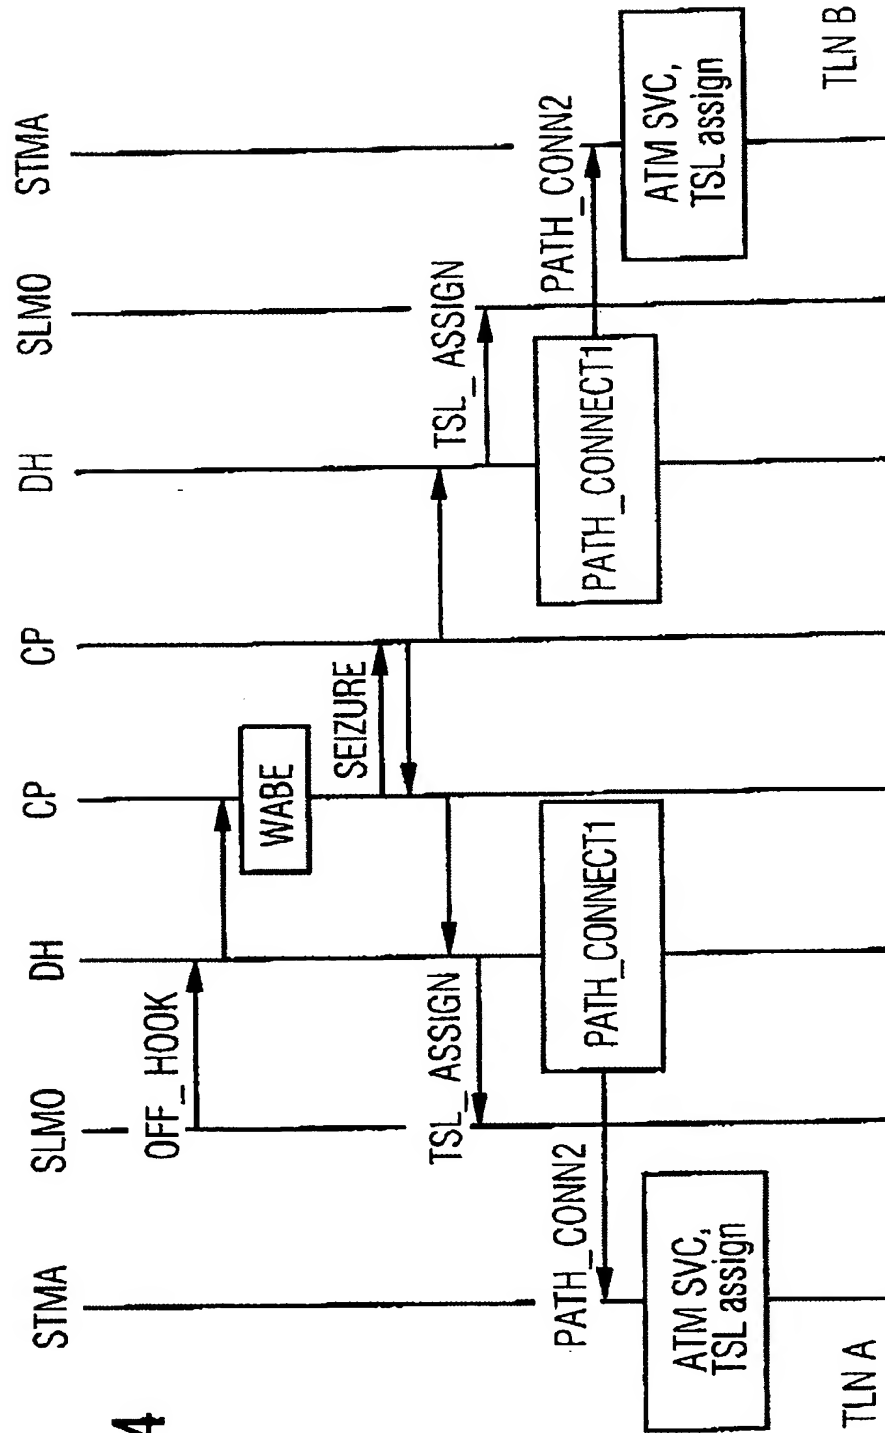 4
STMA
SLMO
DH
CP
CP
DH
SLMO
STMA
OFF_HOOK
WABE
SEIZURE
TSL_ASSIGN
TSL_ASSIGN
PATH_CONN2
PATH_CONNECT1
PATH_CONNECT1
PATH_CONN2
ATM SVC,
TSL assign
ATM SVC,
TSL assign
TLN A
TLN B